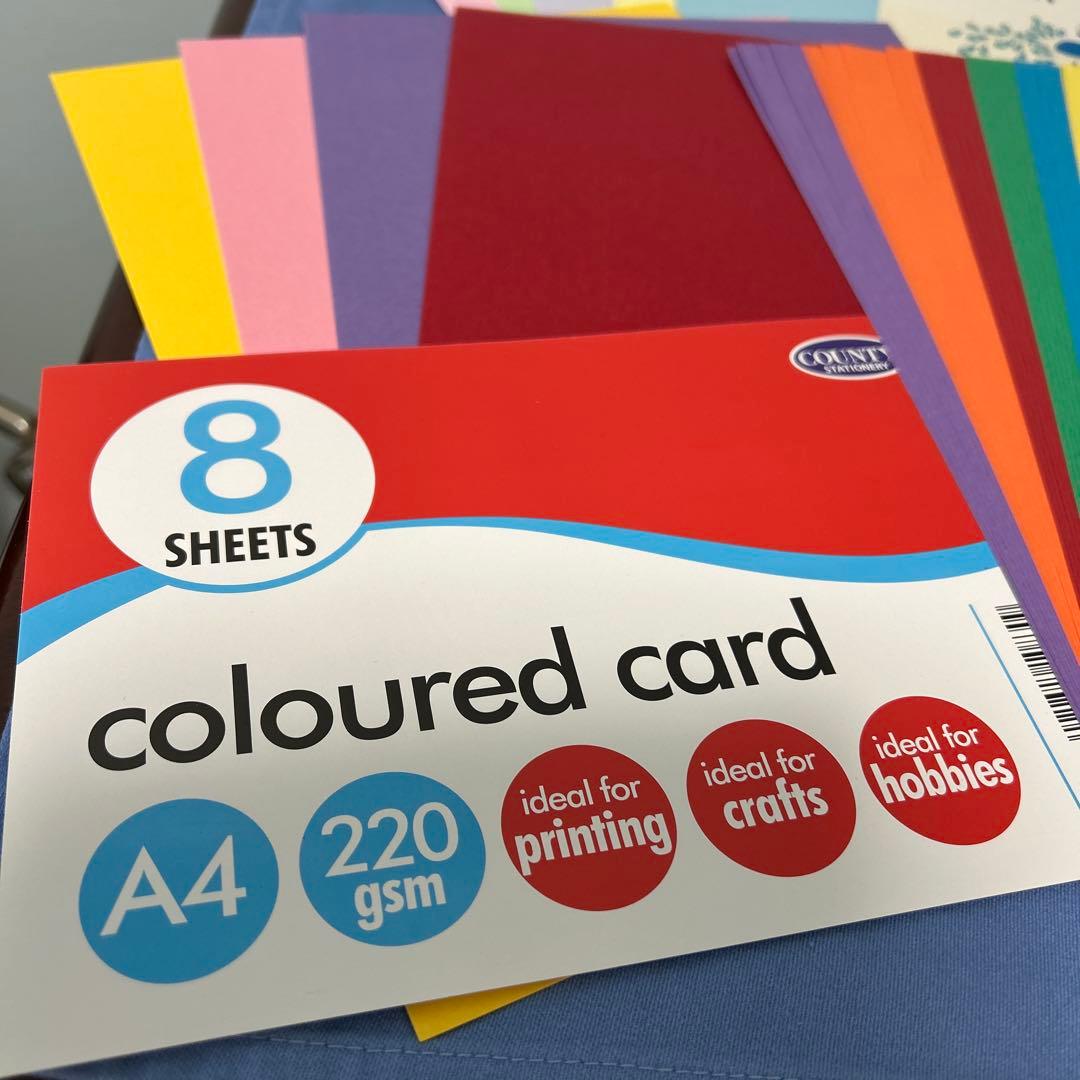 COUNTY
STATIONERY
8
SHEETS
coloured card
A4
220
gsm
ideal for
printing
ideal for
crafts
ideal for
hobbies